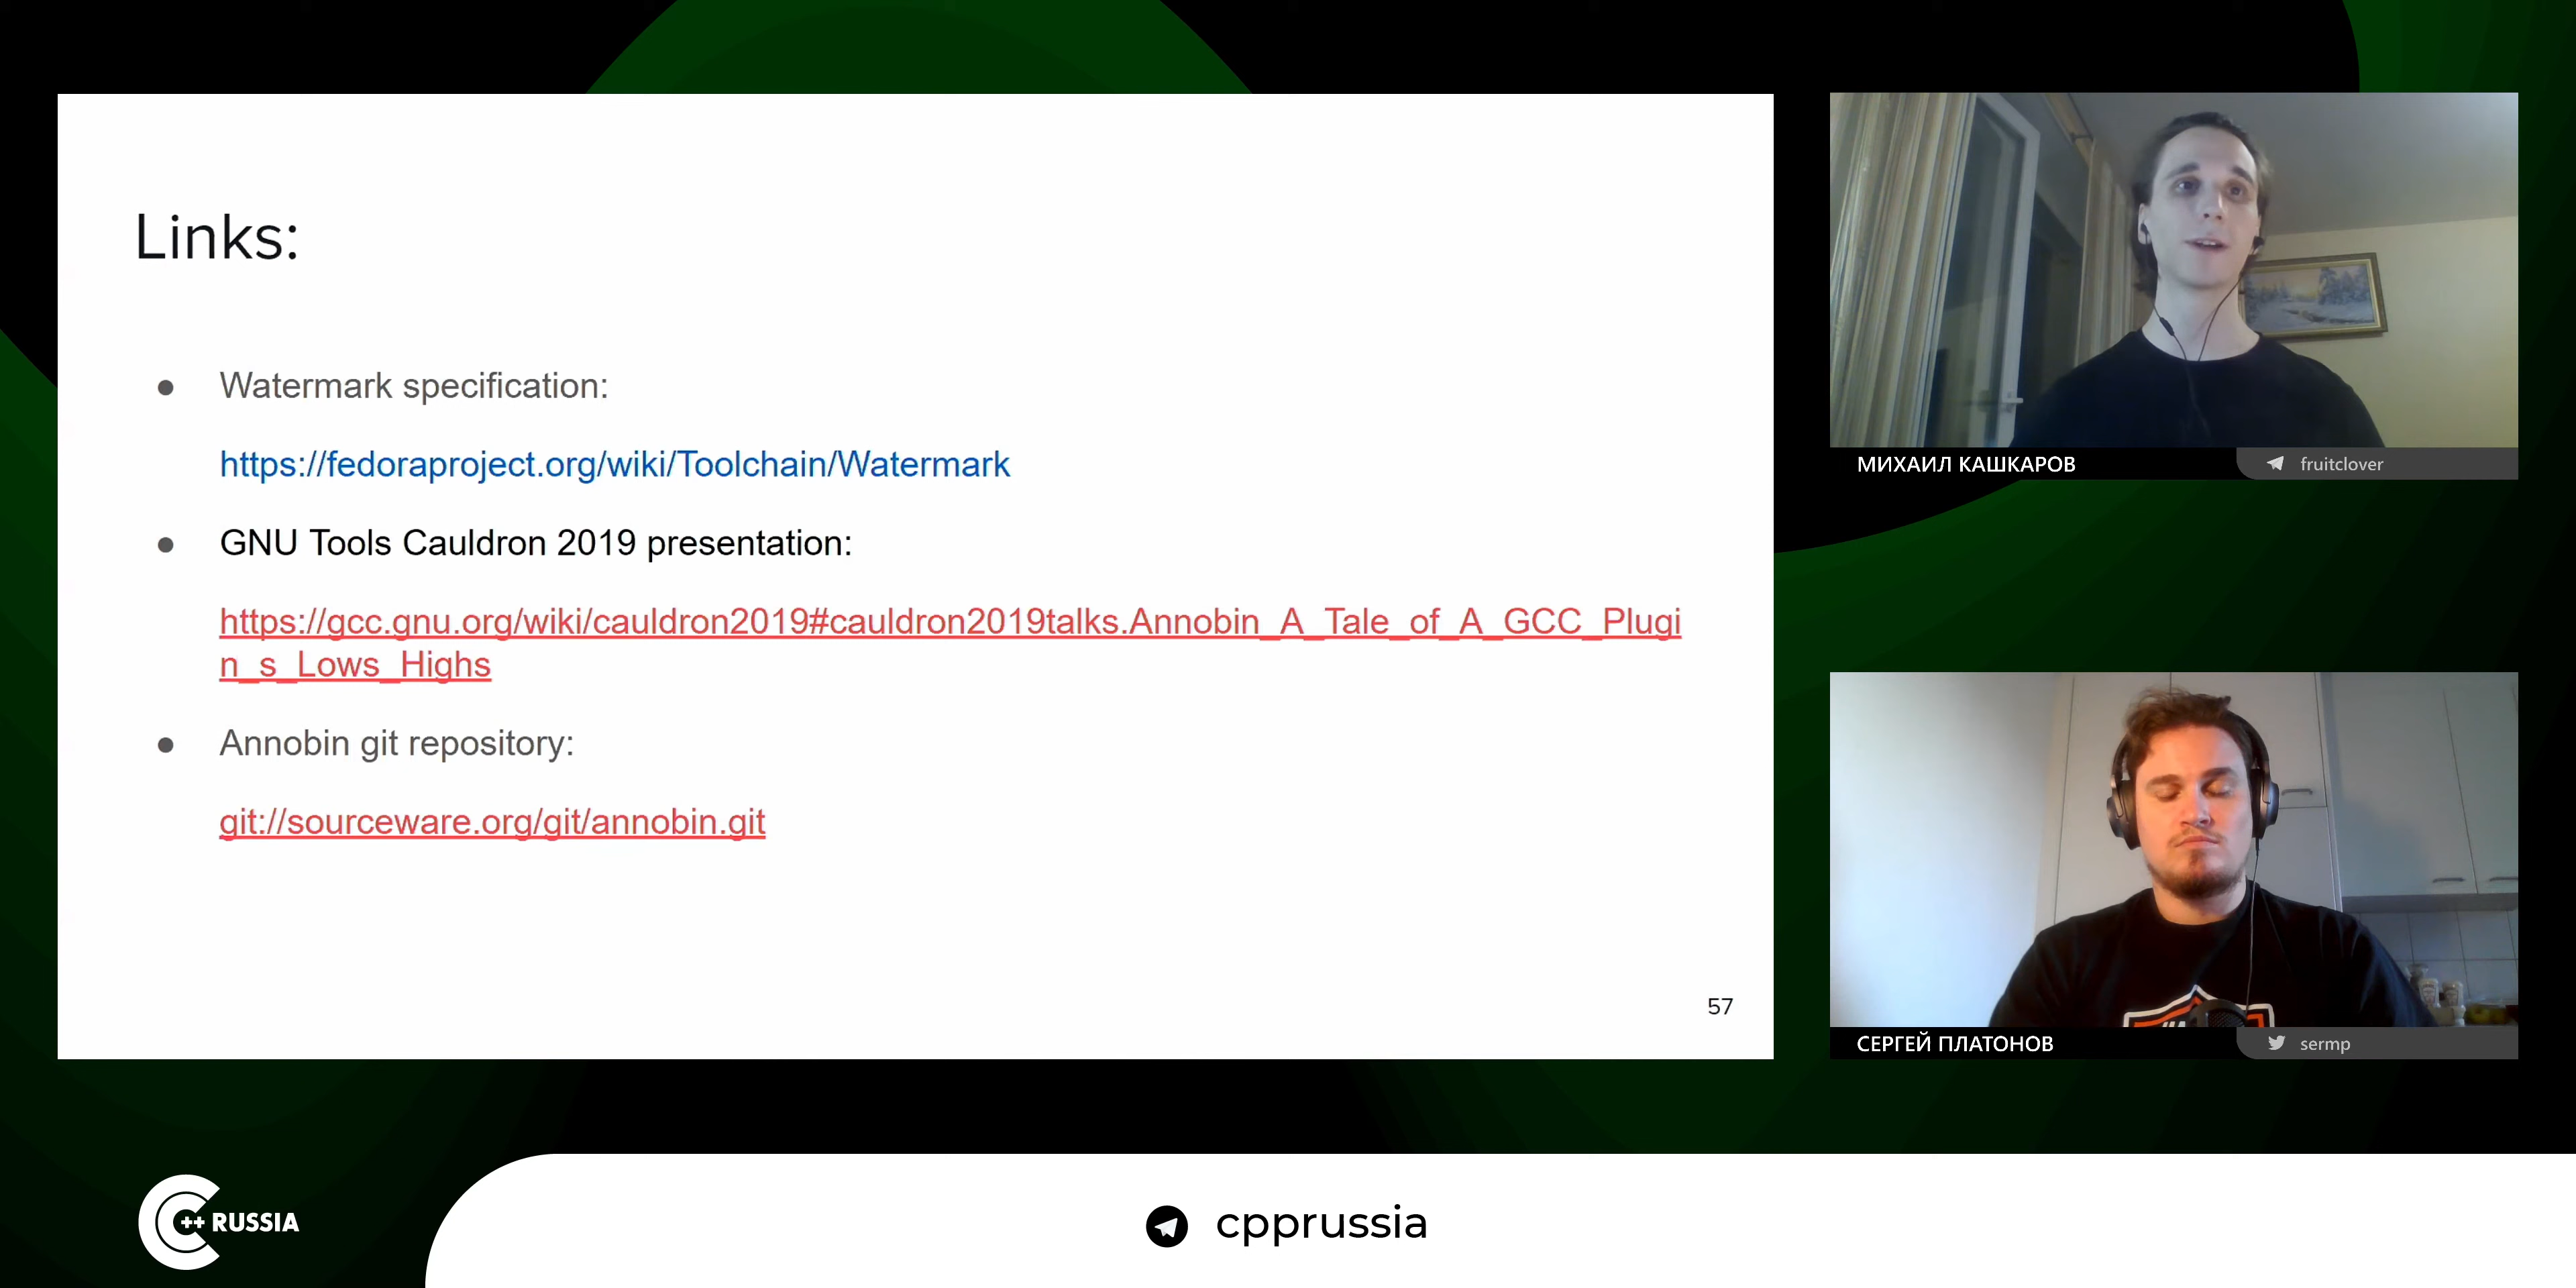 Links:
● Watermark specification:
https://fedoraproject.org/wiki/Toolchain/Watermark
● GNU Tools Cauldron 2019 presentation:
https://gcc.gnu.org/wiki/cauldron2019#cauldron2019talks.Annobin_A_Tale_of_A_GCC_Plugi
n_s_Lows_Highs
● Annobin git repository:
git://sourceware.org/git/annobin.git
57
МИХАИЛ КАШКАРОВ
fruitclover
СЕРГЕЙ ПЛАТОНОВ
sermp
C++ RUSSIA
cpprussia